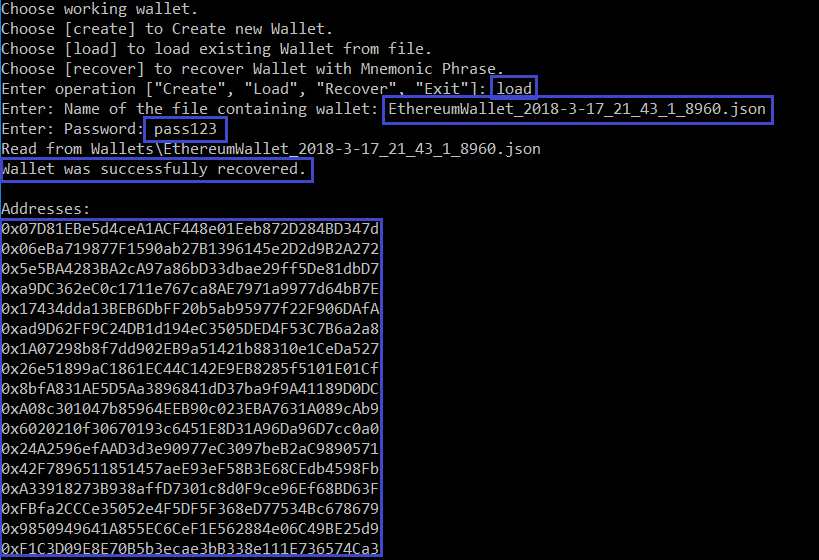 Choose working wallet.
Choose [create] to Create new Wallet.
Choose [load] to load existing Wallet from file.
Choose [recover] to recover Wallet with Mnemonic Phrase.
Enter operation ["Create", "Load", "Recover", "Exit"]: load
Enter: Name of the file containing wallet: EthereumWallet_2018-3-17_21_43_1_8960.json
Enter: Password: pass123
Read from Wallets\EthereumWallet_2018-3-17_21_43_1_8960.json
Wallet was successfully recovered.
Addresses:
0x07D81EBe5d4ceA1ACF448e01Eeb872D284BD347d
0x06eBa719877F1590ab27B1396145e2D2d9B2A272
0x5e5BA4283BA2cA97a86bD33dbae29ff5De81dbD7
0xa9DC362eC0c1711e767ca8AE7971a9977d64bB7E
0x17434dda13BEB6DbFF20b5ab95977f22F906DAfA
0xad9D62FF9C24DB1d194eC3505DED4F53C7B6a2a8
0x1A07298b8f7dd902EB9a51421b88310e1CeDa527
0x26e51899aC1861EC44C142E9EB8285f5101E01Cf
0x8bfA831AE5D5Aa3896841dD37ba9f9A41189D0DC
0xA08c301047b85964EEB90c023EBA7631A089cAb9
0x6020210f30670193c6451E8D31A96Da96D7cc0a0
0x24A2596efAAD3d3e90977eC3097beB2aC9890571
0x42F7896511851457aeE93eF58B3E68CEdb4598Fb
0xA33918273B938affD7301c8d0F9ce96Ef68BD63F
0xFBfa2CCCe35052e4F5DF5F368eD77534Bc678679
0x9850949641A855EC6CeF1E562884e06C49BE25d9
0xF1C3D09E8E70B5b3ecae3bB338e111E736574Ca3